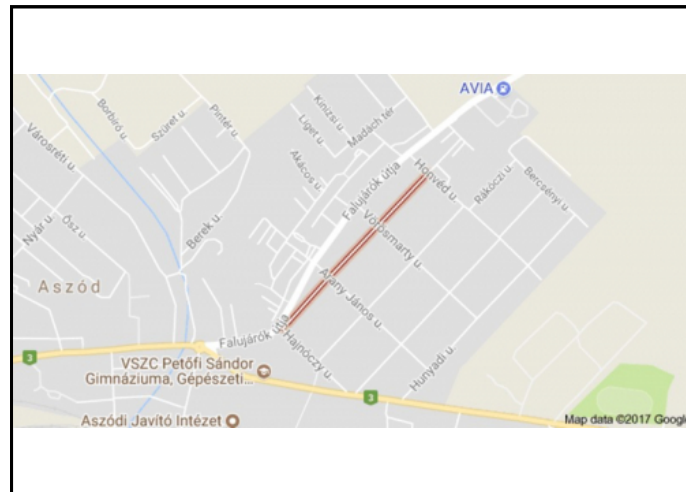 AVIA
Borbíró u.
Szüret u.
Pintér u.
Kinizsi u.
Liget u.
Madách tér
Akácos u.
Városréti u.
Nyár u.
Ősz u.
Berek u.
Falujárók útja
Honvéd u.
Rákóczi u.
Bercsényi u.
Vörösmarty u.
Aszód
Arany János u.
Falujárók útja
Hajnóczy u.
Hunyadi u.
3
VSZC Petőfi Sándor
Gimnáziuma, Gépészeti...
3
Aszódi Javító Intézet
Map data ©2017 Google